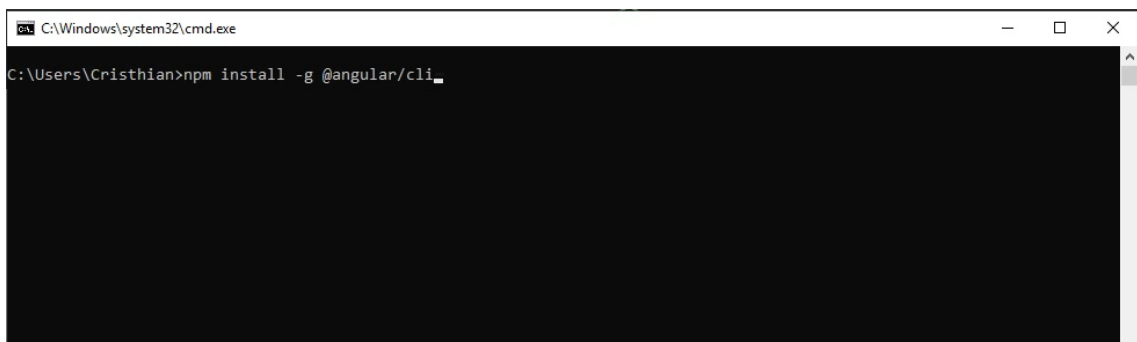 C:\Windows\system32\cmd.exe
C:\Users\Cristhian>npm install -g @angular/cli